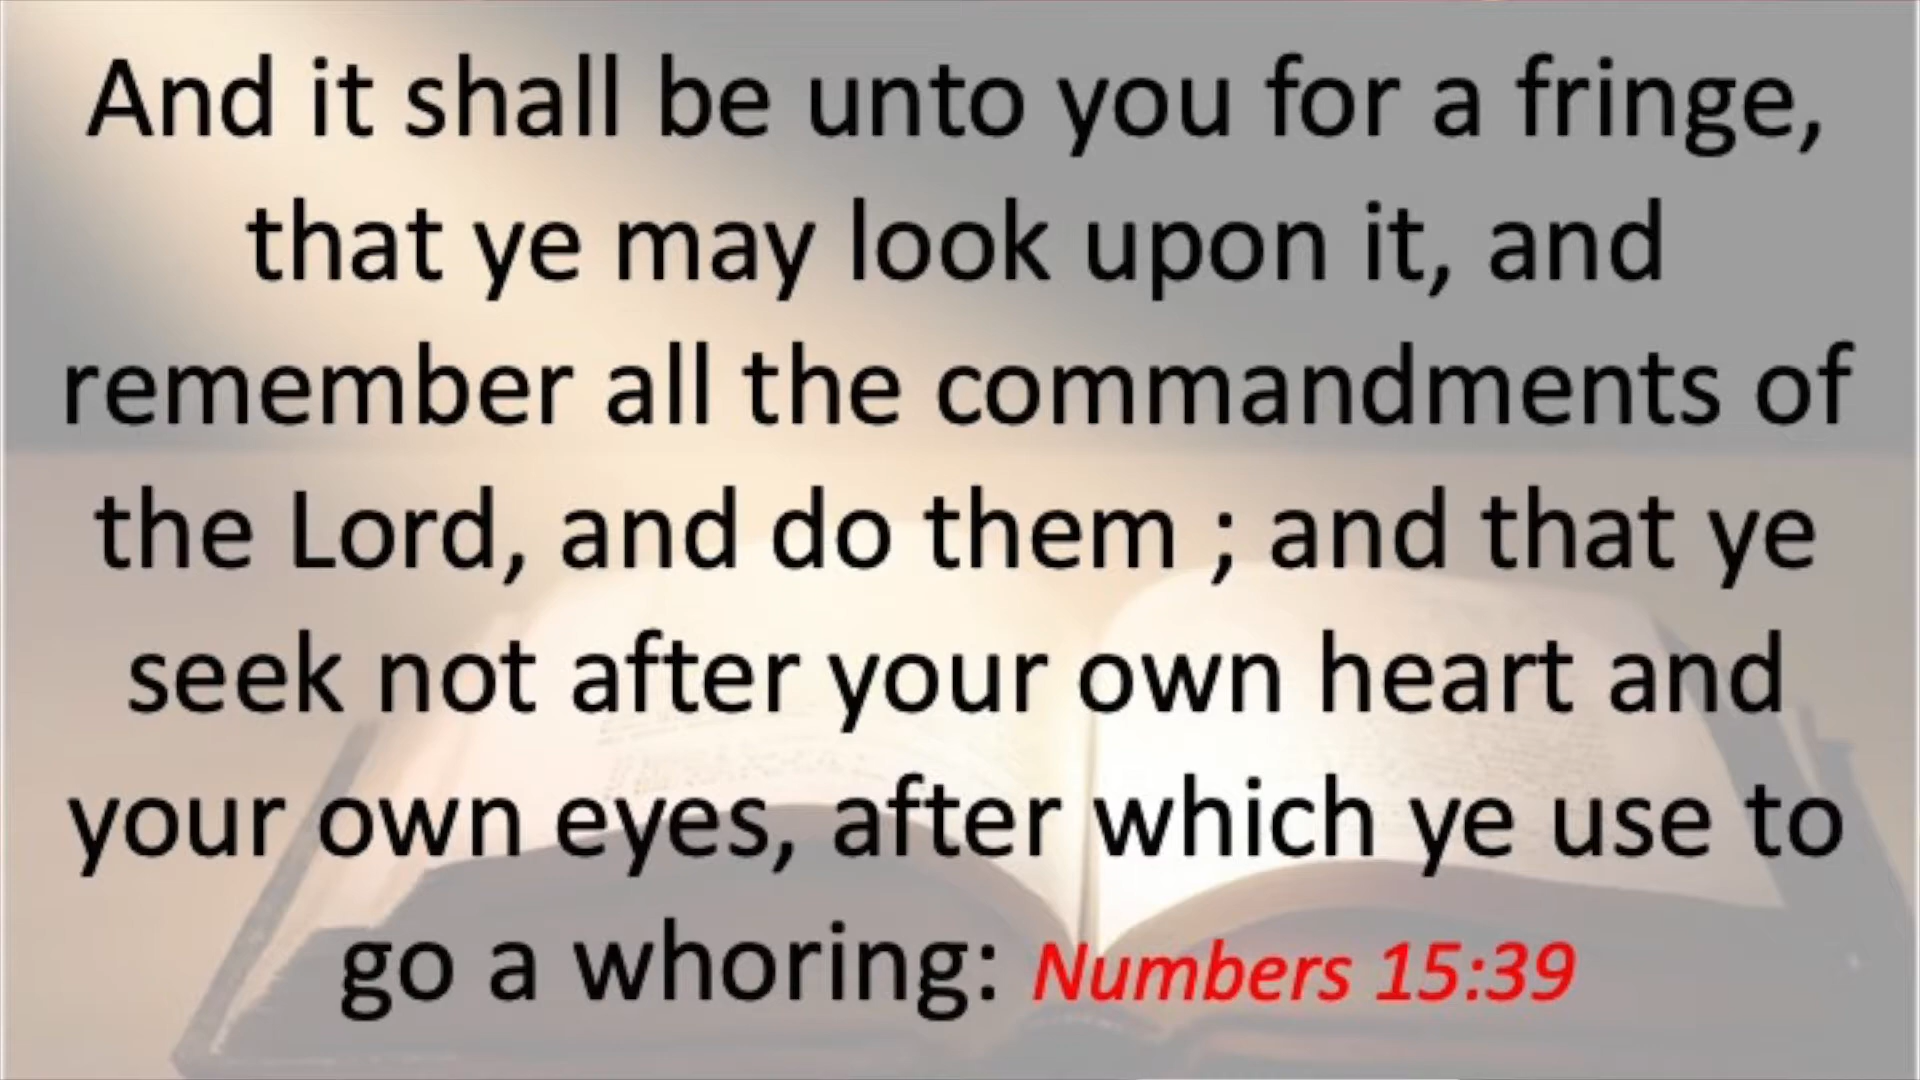 And it shall be unto you for a fringe,
that ye may look upon it, and
remember all the commandments of
the Lord, and do them ; and that ye
seek not after your own heart and
your own eyes, after which ye use to
go a whoring: Numbers 15:39